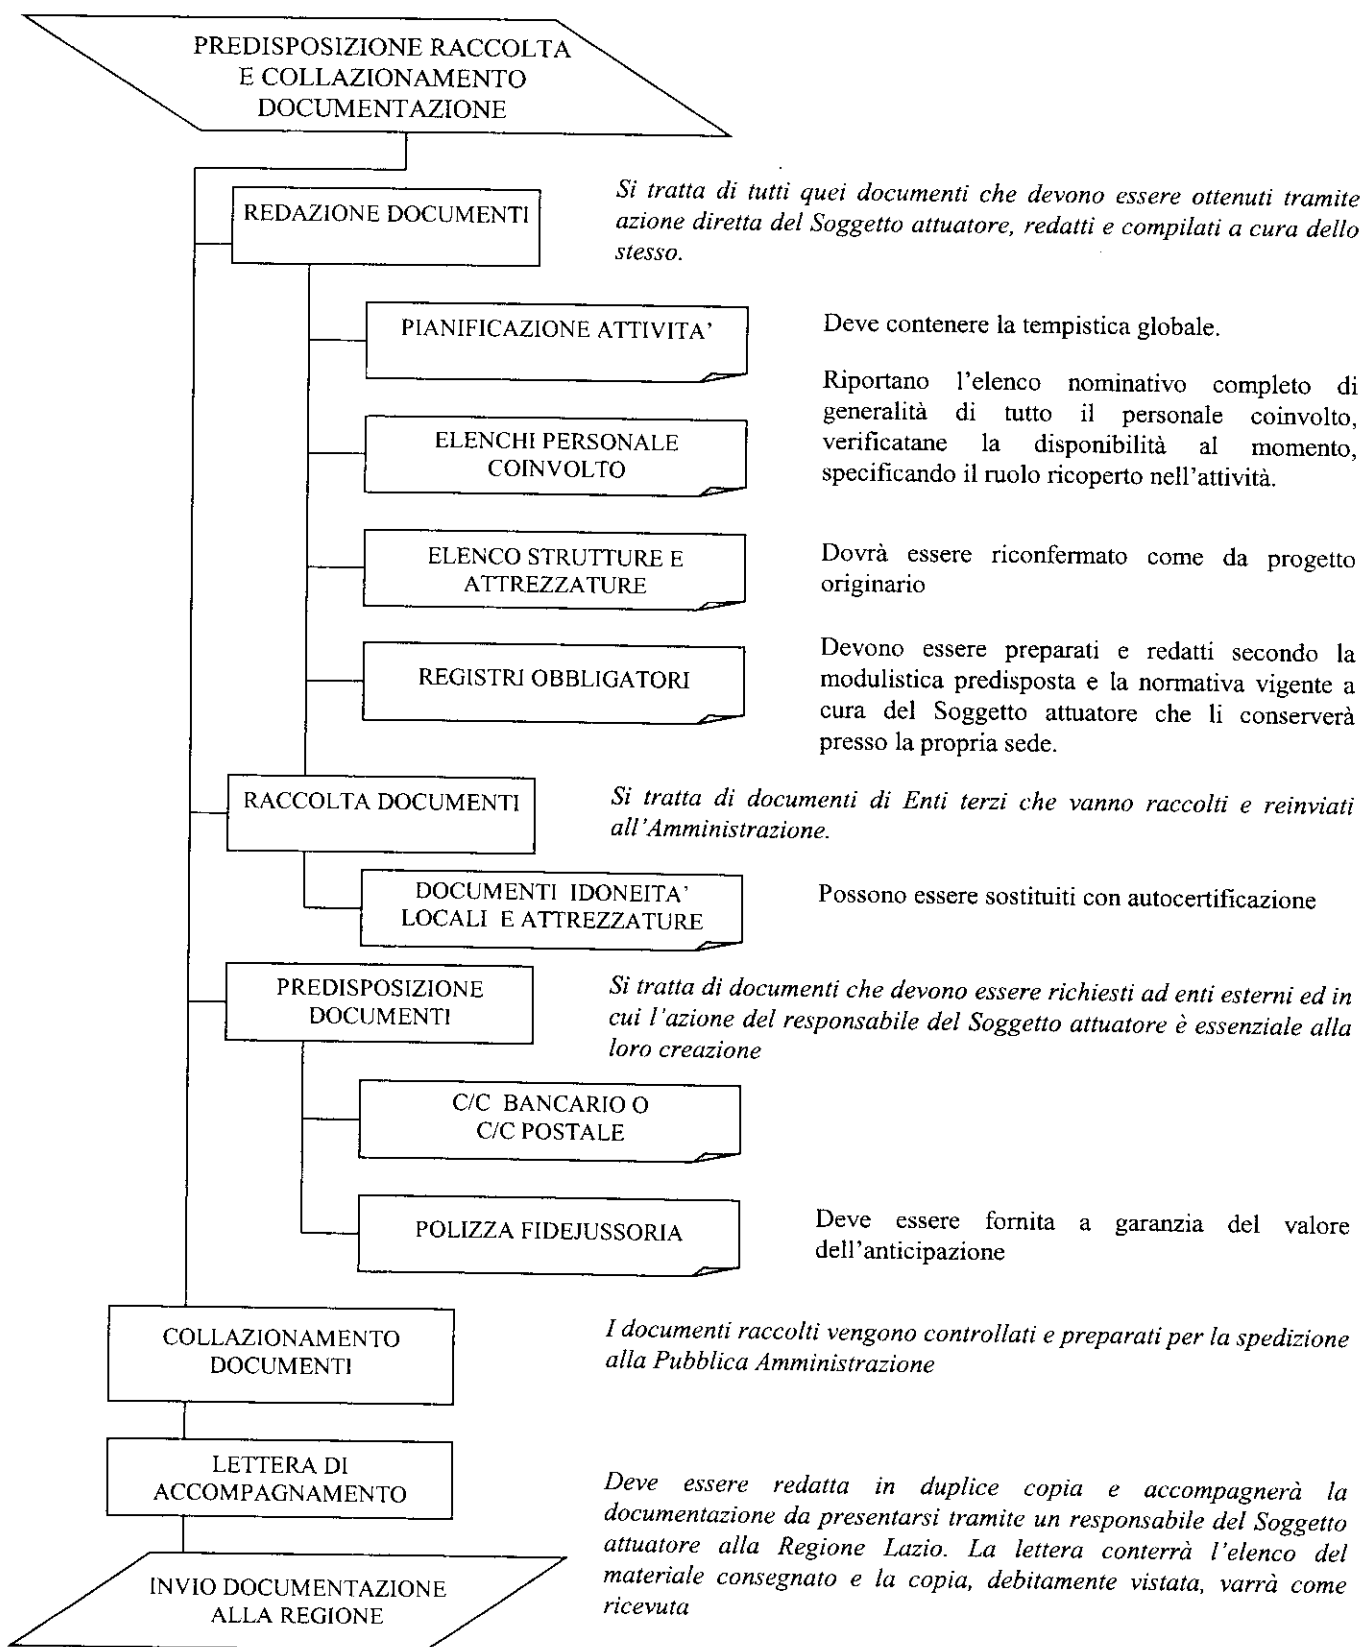 PREDISPOSIZIONE RACCOLTA
E COLLAZIONAMENTO
DOCUMENTAZIONE
REDAZIONE DOCUMENTI
Si tratta di tutti quei documenti che devono essere ottenuti tramite
azione diretta del Soggetto attuatore, redatti e compilati a cura dello
stesso.
PIANIFICAZIONE ATTIVITA’
Deve contenere la tempistica globale.
ELENCHI PERSONALE
COINVOLTO
Riportano l’elenco nominativo completo di
generalità di tutto il personale coinvolto,
verificatane la disponibilità al momento,
specificando il ruolo ricoperto nell’attività.
ELENCO STRUTTURE E
ATTREZZATURE
Dovrà essere riconfermato come da progetto
originario
REGISTRI OBBLIGATORI
Devono essere preparati e redatti secondo la
modulistica predisposta e la normativa vigente a
cura del Soggetto attuatore che li conserverà
presso la propria sede.
RACCOLTA DOCUMENTI
Si tratta di documenti di Enti terzi che vanno raccolti e reinviati
all’Amministrazione.
DOCUMENTI IDONEITA’
LOCALI E ATTREZZATURE
Possono essere sostituiti con autocertificazione
PREDISPOSIZIONE
DOCUMENTI
Si tratta di documenti che devono essere richiesti ad enti esterni ed in
cui l’azione del responsabile del Soggetto attuatore è essenziale alla
loro creazione
C/C BANCARIO O
C/C POSTALE
POLIZZA FIDEJUSSORIA
Deve essere fornita a garanzia del valore
dell’anticipazione
COLLAZIONAMENTO
DOCUMENTI
I documenti raccolti vengono controllati e preparati per la spedizione
alla Pubblica Amministrazione
LETTERA DI
ACCOMPAGNAMENTO
Deve essere redatta in duplice copia e accompagnerà la
documentazione da presentarsi tramite un responsabile del Soggetto
attuatore alla Regione Lazio. La lettera conterrà l’elenco del
materiale consegnato e la copia, debitamente vistata, varrà come
ricevuta
INVIO DOCUMENTAZIONE
ALLA REGIONE